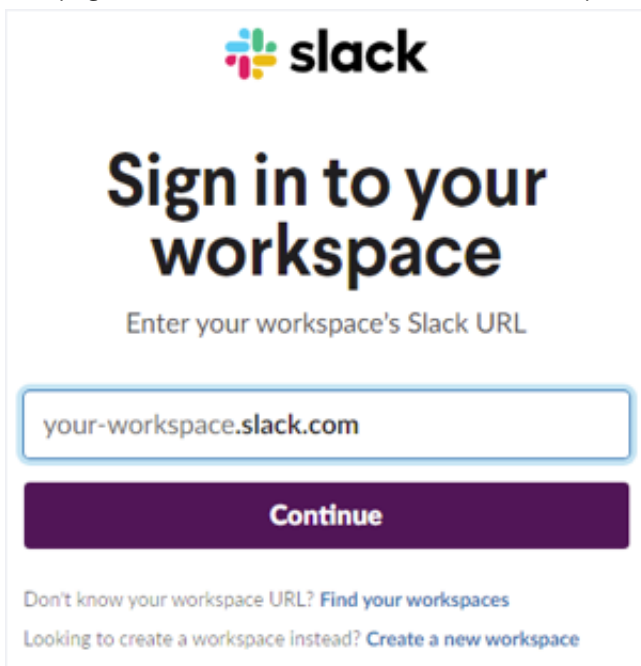 slack
Sign in to your
workspace
Enter your workspace's Slack URL
your-workspace.slack.com
Continue
Don't know your workspace URL? Find your workspaces
Looking to create a workspace instead? Create a new workspace